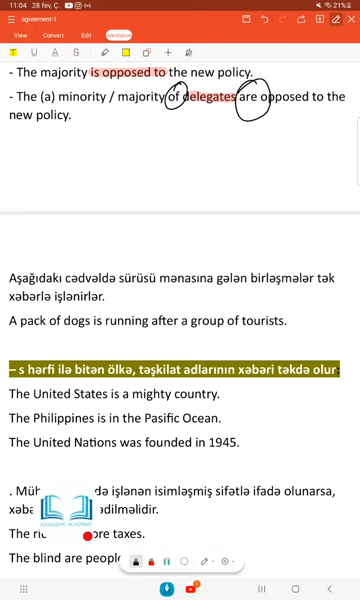 11:04 28 fev, Ç. 21%
agreement-1
View Convert Edit Annotation
- The majority is opposed to the new policy.
- The (a) minority / majority of delegates are opposed to the
new policy.
Aşağıdakı cədvəldə sürüsü mənasına gələn birləşmələr tək
xəbərlə işlənirlər.
A pack of dogs is running after a group of tourists.
– s hərfi ilə bitən ölkə, təşkilat adlarının xəbəri təkdə olur:
The United States is a mighty country.
The Philippines is in the Pasific Ocean.
The United Nations was founded in 1945.
. Müb də işlənən isimləşmiş sifətlə ifadə olunarsa,
xəbə edilməlidir.
The ri ore taxes.
The blind are people